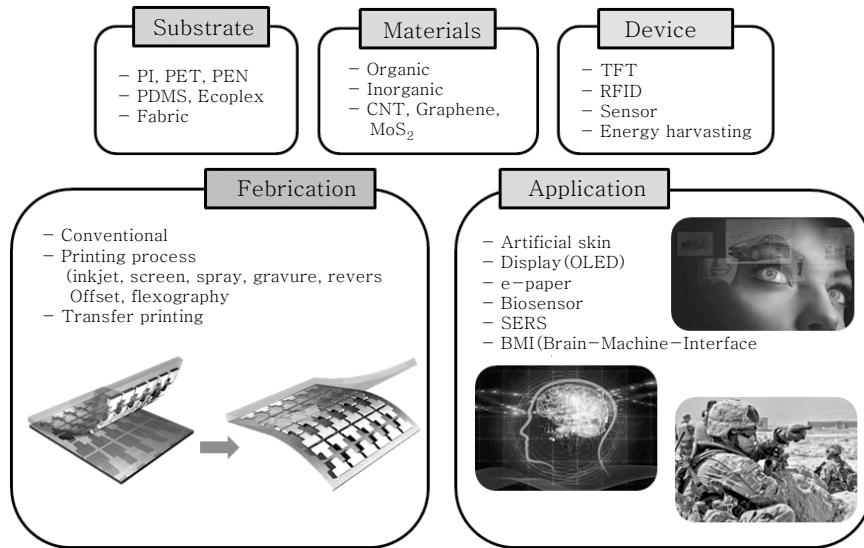 Substrate
- PI, PET, PEN
- PDMS, Ecoplex
- Fabric
Materials
- Organic
- Inorganic
- CNT, Graphene,
MoS₂
Device
- TFT
- RFID
- Sensor
- Energy harvasting
Febrication
- Conventional
- Printing process
(inkjet, screen, spray, gravure, revers
Offset, flexography
- Transfer printing
Application
- Artificial skin
- Display(OLED)
- e-paper
- Biosensor
- SERS
- BMI(Brain-Machine-Interface